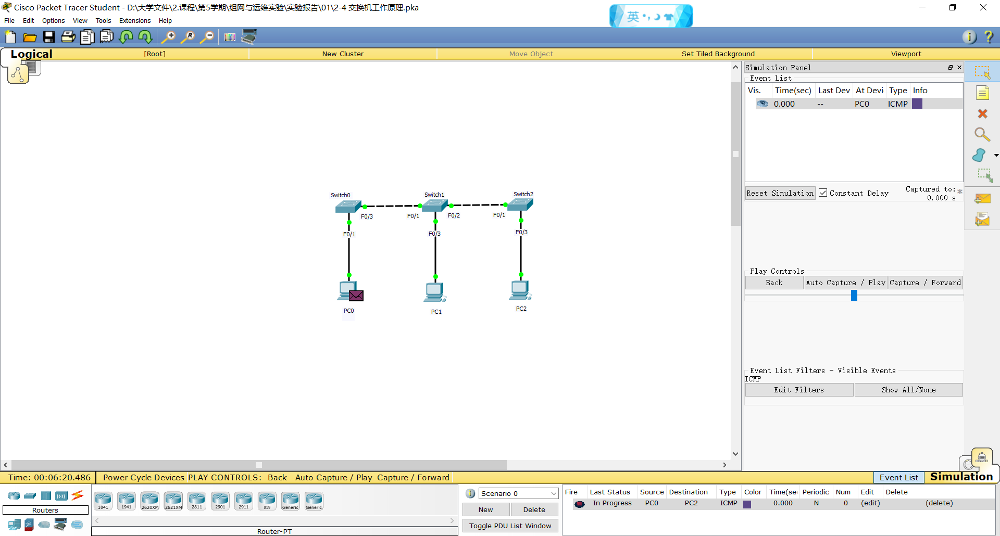 Cisco Packet Tracer Student - D:\大学文件\2.课程\第5学期\组网与运维实验\实验报告\01\2-4 交换机工作原理.pka
英
File Edit Options View Tools Extensions Help
Logical [Root] New Cluster Move Object Set Tiled Background Viewport
Simulation Panel
Event List
Vis. Time(sec) Last Dev At Devi Type Info
0.000 -- PC0 ICMP
Reset Simulation Constant Delay Captured to: *
0.000 s
Switch0 Switch1 Switch2
F0/3 F0/1 F0/2 F0/1
F0/1 F0/3 F0/3
PC0 PC1 PC2
Play Controls
Back Auto Capture / Play Capture / Forward
Event List Filters - Visible Events
ICMP
Edit Filters Show All/None
Time: 00:06:20.486 Power Cycle Devices PLAY CONTROLS: Back Auto Capture / Play Capture / Forward Event List Simulation
Routers
1841 1941 2620XM 2621XM 2811 2901 2911 819 Generic Generic
Router-PT
Scenario 0
New Delete
Toggle PDU List Window
Fire Last Status Source Destination Type Color Time(sec Periodic Num Edit Delete
In Progress PC0 PC2 ICMP 0.000 N 0 (edit) (delete)